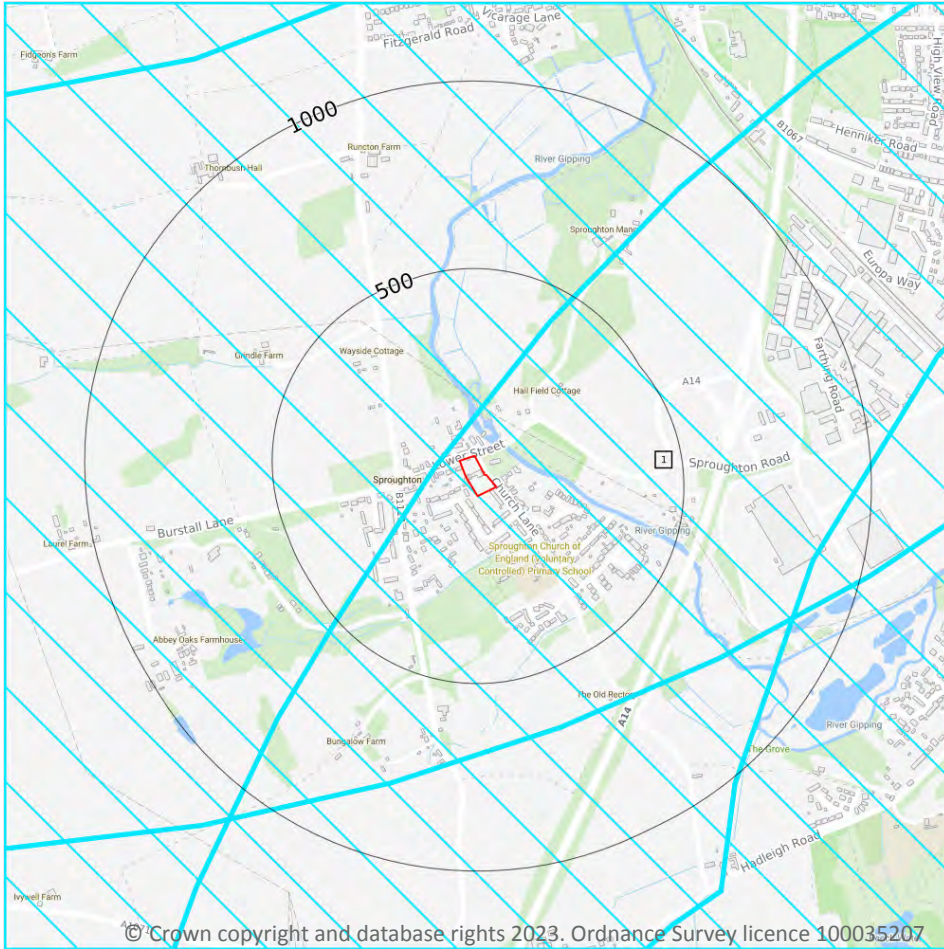 Vicarage Lane
Fitzgerald Road
Fidgeon's Farm
High View Road
1000
B1067
Henniker Road
Runcton Farm
River Gipping
Thornbush Hall
Sproughton
Europa Way
500
Wayside Cottage
Grindle Farm
Farthing Road
A14
Hall Field Cottage
Lower Street
1
Sproughton Road
Sproughton
B111
Church Lane
Burstall Lane
River Gipping
Laurel Farm
Sproughton Church of
England (Voluntary
Controlled) Primary School
Abbey Oaks Farmhouse
The Old Rector
A14
River Gipping
Bungalow Farm
The Grove
Hadleigh Road
Ivywell Farm
A1071
© Crown copyright and database rights 2023. Ordnance Survey licence 100035207